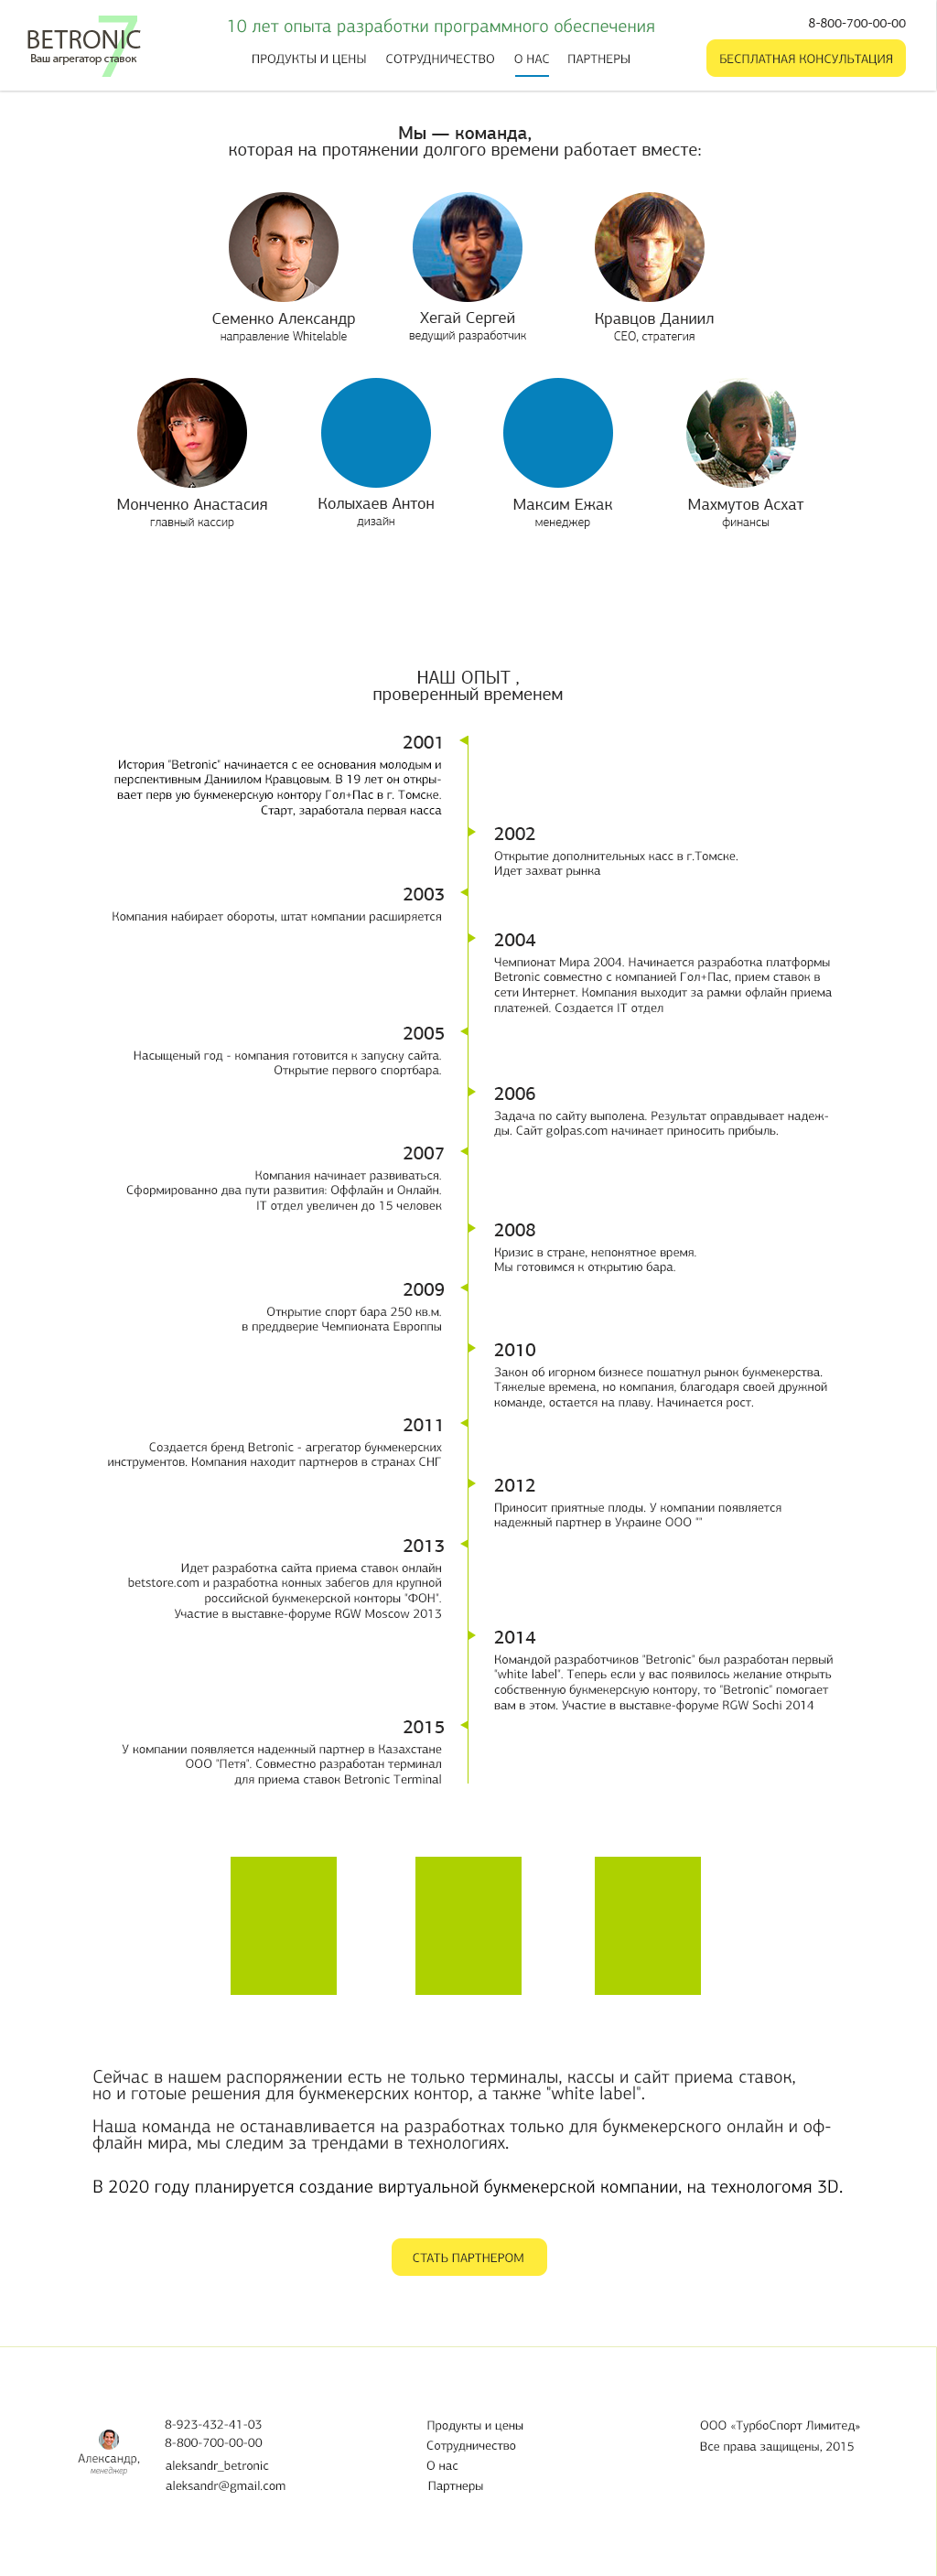 BETRONIC 7
Ваш агрегатор ставок
10 лет опыта разработки программного обеспечения
ПРОДУКТЫ И ЦЕНЫ СОТРУДНИЧЕСТВО О НАС ПАРТНЕРЫ
8-800-700-00-00
БЕСПЛАТНАЯ КОНСУЛЬТАЦИЯ
Мы — команда,
которая на протяжении долгого времени работает вместе:
Семенко Александр
направление Whitelable
Хегай Сергей
ведущий разработчик
Кравцов Даниил
CEO, стратегия
Монченко Анастасия
главный кассир
Колыхаев Антон
дизайн
Максим Ежак
менеджер
Махмутов Асхат
финансы
НАШ ОПЫТ ,
проверенный временем
2001
История "Betronic" начинается с ее основания молодым и
перспективным Даниилом Кравцовым. В 19 лет он откры-
вает перв ую букмекерскую контору Гол+Пас в г. Томске.
Старт, заработала первая касса
2002
Открытие дополнительных касс в г.Томске.
Идет захват рынка
2003
Компания набирает обороты, штат компании расширяется
2004
Чемпионат Мира 2004. Начинается разработка платформы
Betronic совместно с компанией Гол+Пас, прием ставок в
сети Интернет. Компания выходит за рамки офлайн приема
платежей. Создается IT отдел
2005
Насыщеный год - компания готовится к запуску сайта.
Открытие первого спортбара.
2006
Задача по сайту выполена. Результат оправдывает надеж-
ды. Сайт golpas.com начинает приносить прибыль.
2007
Компания начинает развиваться.
Сформированно два пути развития: Оффлайн и Онлайн.
IT отдел увеличен до 15 человек
2008
Кризис в стране, непонятное время.
Мы готовимся к открытию бара.
2009
Открытие спорт бара 250 кв.м.
в преддверие Чемпионата Европпы
2010
Закон об игорном бизнесе пошатнул рынок букмекерства.
Тяжелые времена, но компания, благодаря своей дружной
команде, остается на плаву. Начинается рост.
2011
Создается бренд Betronic - агрегатор букмекерских
инструментов. Компания находит партнеров в странах СНГ
2012
Приносит приятные плоды. У компании появляется
надежный партнер в Украине ООО ""
2013
Идет разработка сайта приема ставок онлайн
betstore.com и разработка конных забегов для крупной
российской букмекерской конторы "ФОН".
Участие в выставке-форуме RGW Moscow 2013
2014
Командой разработчиков "Betronic" был разработан первый
"white label". Теперь если у вас появилось желание открыть
собственную букмекерскую контору, то "Betronic" помогает
вам в этом. Участие в выставке-форуме RGW Sochi 2014
2015
У компании появляется надежный партнер в Казахстане
ООО "Петя". Совместно разработан терминал
для приема ставок Betronic Terminal
Сейчас в нашем распоряжении есть не только терминалы, кассы и сайт приема ставок,
но и готоые решения для букмекерских контор, а также "white label".
Наша команда не останавливается на разработках только для букмекерского онлайн и оф-
флайн мира, мы следим за трендами в технологиях.
В 2020 году планируется создание виртуальной букмекерской компании, на технологомя 3D.
СТАТЬ ПАРТНЕРОМ
Александр,
менеджер
8-923-432-41-03
8-800-700-00-00
aleksandr_betronic
aleksandr@gmail.com
Продукты и цены
Сотрудничество
О нас
Партнеры
ООО «ТурбоСпорт Лимитед»
Все права защищены, 2015